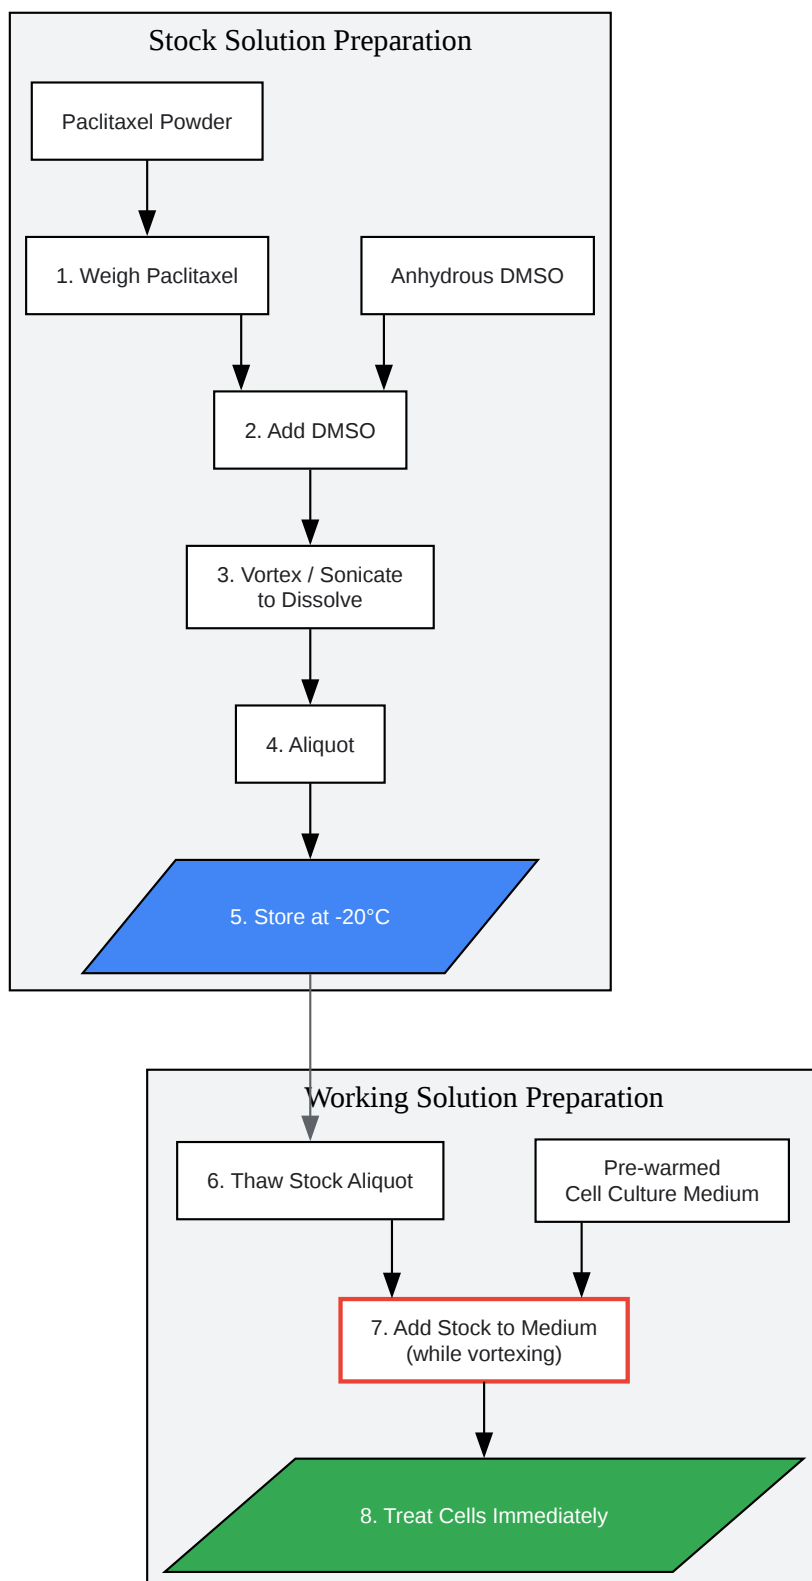 Stock Solution Preparation
Paclitaxel Powder
1. Weigh Paclitaxel
Anhydrous DMSO
2. Add DMSO
3. Vortex / Sonicate
to Dissolve
4. Aliquot
5. Store at -20°C
Working Solution Preparation
6. Thaw Stock Aliquot
Pre-warmed
Cell Culture Medium
7. Add Stock to Medium
(while vortexing)
8. Treat Cells Immediately